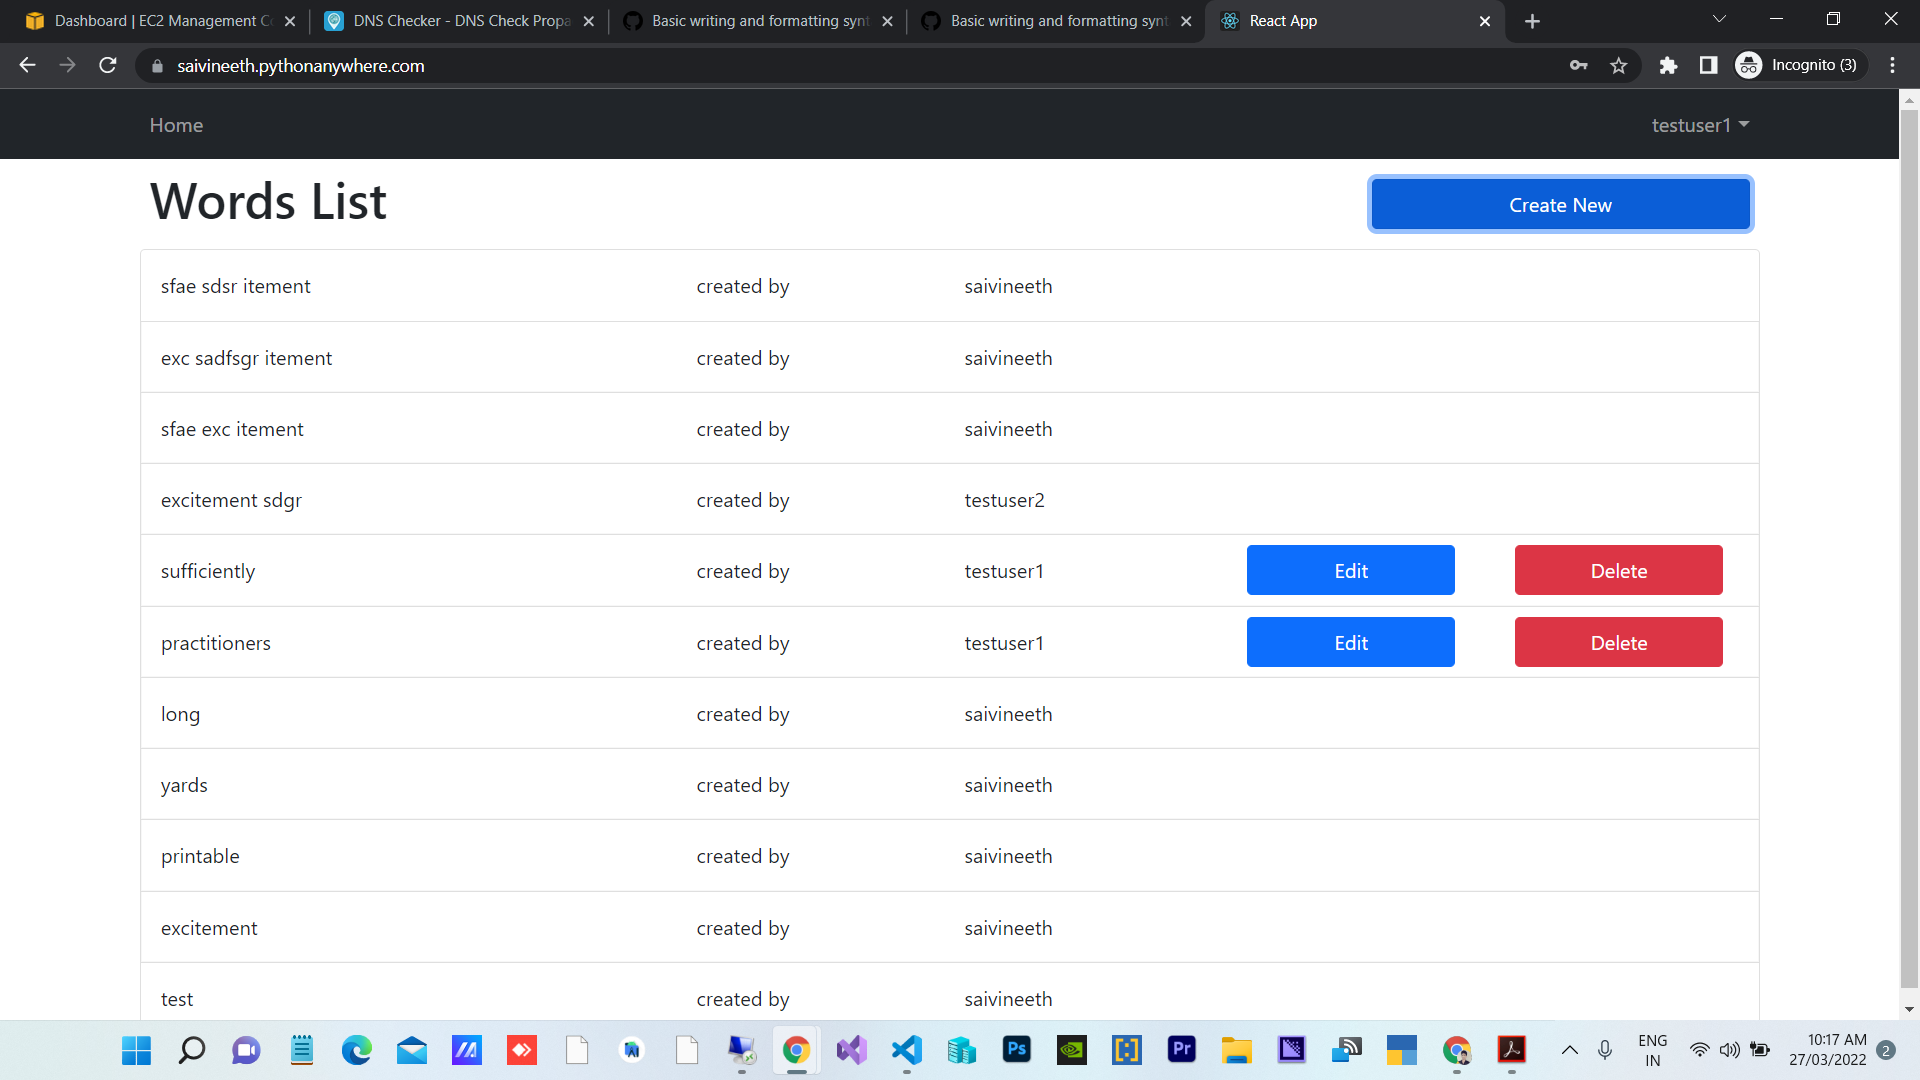 Dashboard | EC2 Management Co
DNS Checker - DNS Check Propa
Basic writing and formatting synt
Basic writing and formatting synt
React App
saivineeth.pythonanywhere.com
Incognito (3)
Home
testuser1
Words List
Create New
sfae sdsr itement created by saivineeth
exc sadfsgr itement created by saivineeth
sfae exc itement created by saivineeth
excitement sdgr created by testuser2
sufficiently created by testuser1 Edit Delete
practitioners created by testuser1 Edit Delete
long created by saivineeth
yards created by saivineeth
printable created by saivineeth
excitement created by saivineeth
test created by saivineeth
Ps
Pr
ENG
IN
10:17 AM
27/03/2022
2